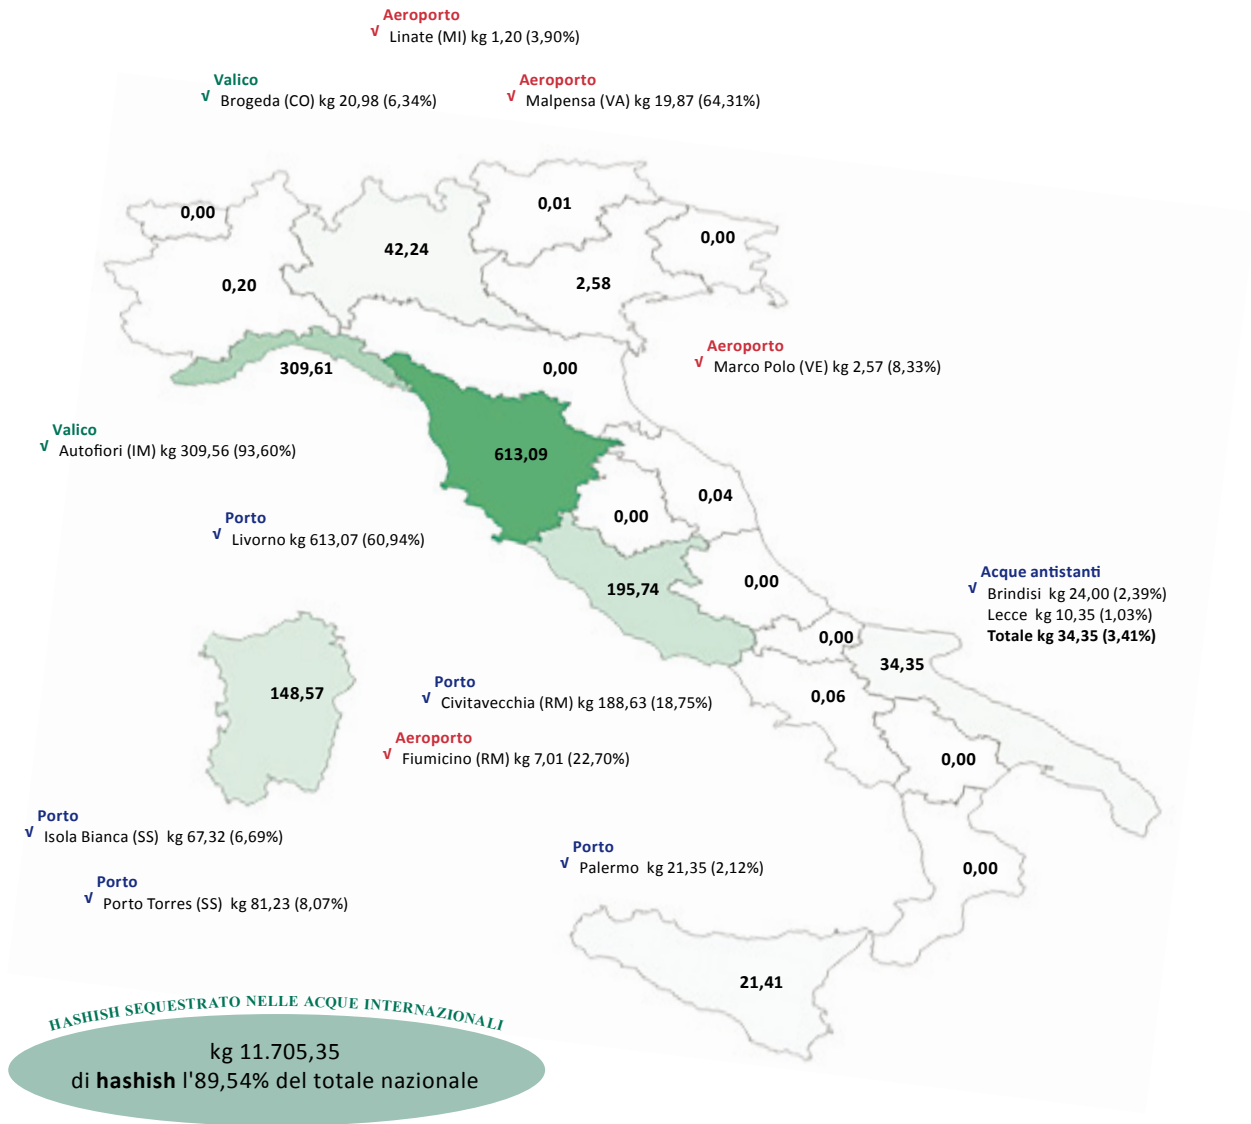 Aeroporto
√ Linate (MI) kg 1,20 (3,90%)
Valico
√ Brogeda (CO) kg 20,98 (6,34%)
Aeroporto
√ Malpensa (VA) kg 19,87 (64,31%)
0,01
0,00
0,00
42,24
2,58
0,20
Aeroporto
√ Marco Polo (VE) kg 2,57 (8,33%)
309,61
0,00
Valico
√ Autofiori (IM) kg 309,56 (93,60%)
613,09
0,04
0,00
Porto
√ Livorno kg 613,07 (60,94%)
Acque antistanti
√ Brindisi kg 24,00 (2,39%)
Lecce kg 10,35 (1,03%)
Totale kg 34,35 (3,41%)
0,00
195,74
0,00
34,35
148,57
0,06
Porto
√ Civitavecchia (RM) kg 188,63 (18,75%)
Aeroporto
√ Fiumicino (RM) kg 7,01 (22,70%)
0,00
Porto
√ Isola Bianca (SS) kg 67,32 (6,69%)
Porto
√ Palermo kg 21,35 (2,12%)
0,00
Porto
√ Porto Torres (SS) kg 81,23 (8,07%)
21,41
HASHISH SEQUESTRATO NELLE ACQUE INTERNAZIONALI
kg 11.705,35
di hashish l'89,54% del totale nazionale